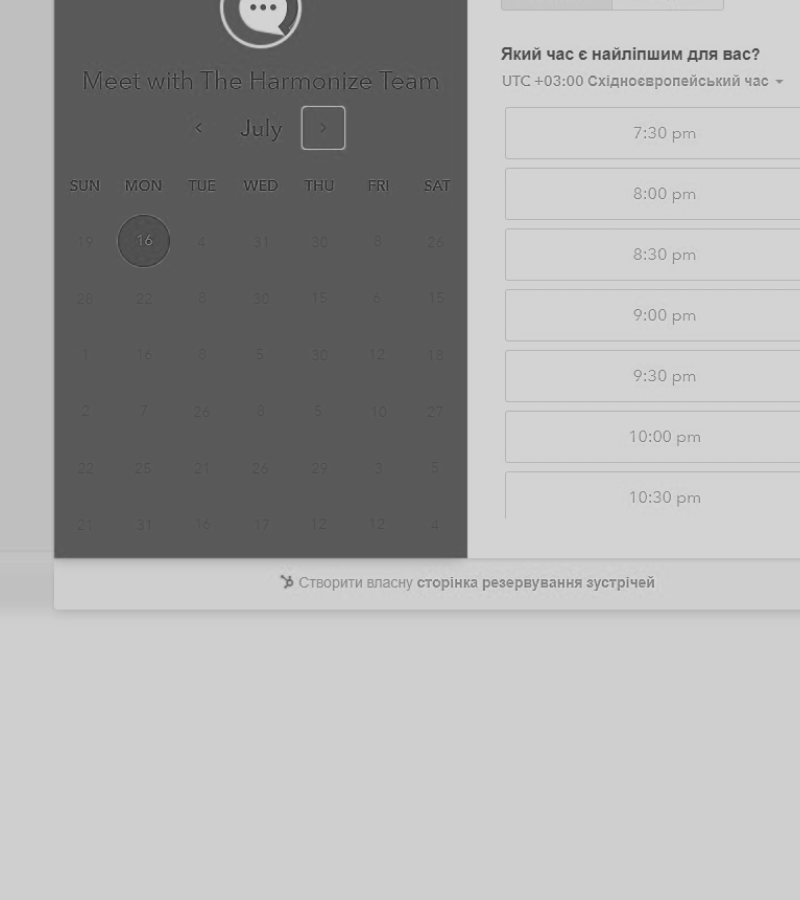 Meet with The Harmonize Team
‹ July ›
SUN MON TUE WED THU FRI SAT
19 16 4 31 30 8 26
28 22 8 30 15 6 15
1 16 8 5 30 12 18
2 7 26 8 5 10 27
22 25 21 26 29 3 5
21 31 16 17 12 12 4
Який час є найліпшим для вас?
UTC +03:00 Східноєвропейський час
7:30 pm
8:00 pm
8:30 pm
9:00 pm
9:30 pm
10:00 pm
10:30 pm
Створити власну сторінка резервування зустрічей